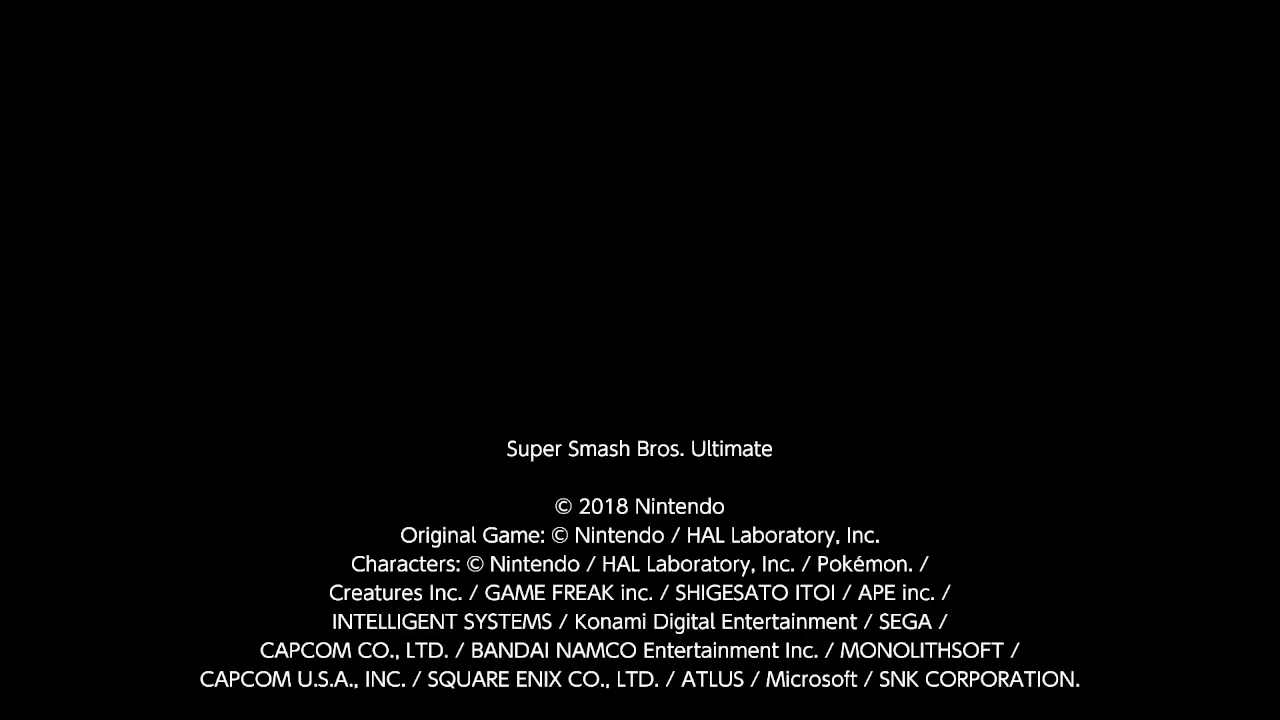 Super Smash Bros. Ultimate
© 2018 Nintendo
Original Game: © Nintendo / HAL Laboratory, Inc.
Characters: © Nintendo / HAL Laboratory, Inc. / Pokémon. /
Creatures Inc. / GAME FREAK inc. / SHIGESATO ITOI / APE inc. /
INTELLIGENT SYSTEMS / Konami Digital Entertainment / SEGA /
CAPCOM CO., LTD. / BANDAI NAMCO Entertainment Inc. / MONOLITHSOFT /
CAPCOM U.S.A., INC. / SQUARE ENIX CO., LTD. / ATLUS / Microsoft / SNK CORPORATION.